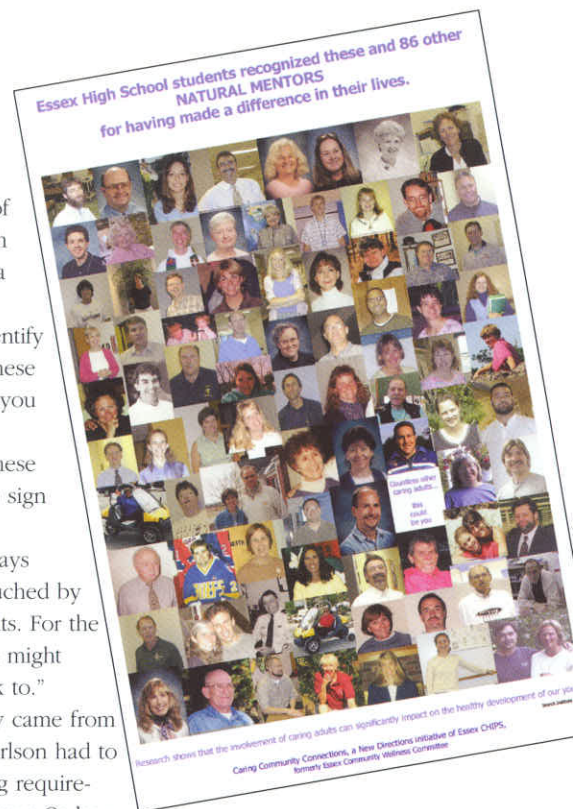 Essex High School students recognized these and 86 other
NATURAL MENTORS
for having made a difference in their lives.
of
n
a
entify
hese
you
hese
sign
ays
uched by
ts. For the
might
k to.”
y came from
rlson had to
g require-
Countless other
caring adults...
this
could
be you
CHIEFS
Research shows that the involvement of caring adults can significantly impact on the healthy development of our you
Caring Community Connections, a New Directions initiative of Essex CHIPS,
formerly Essex Community Wellness Committee